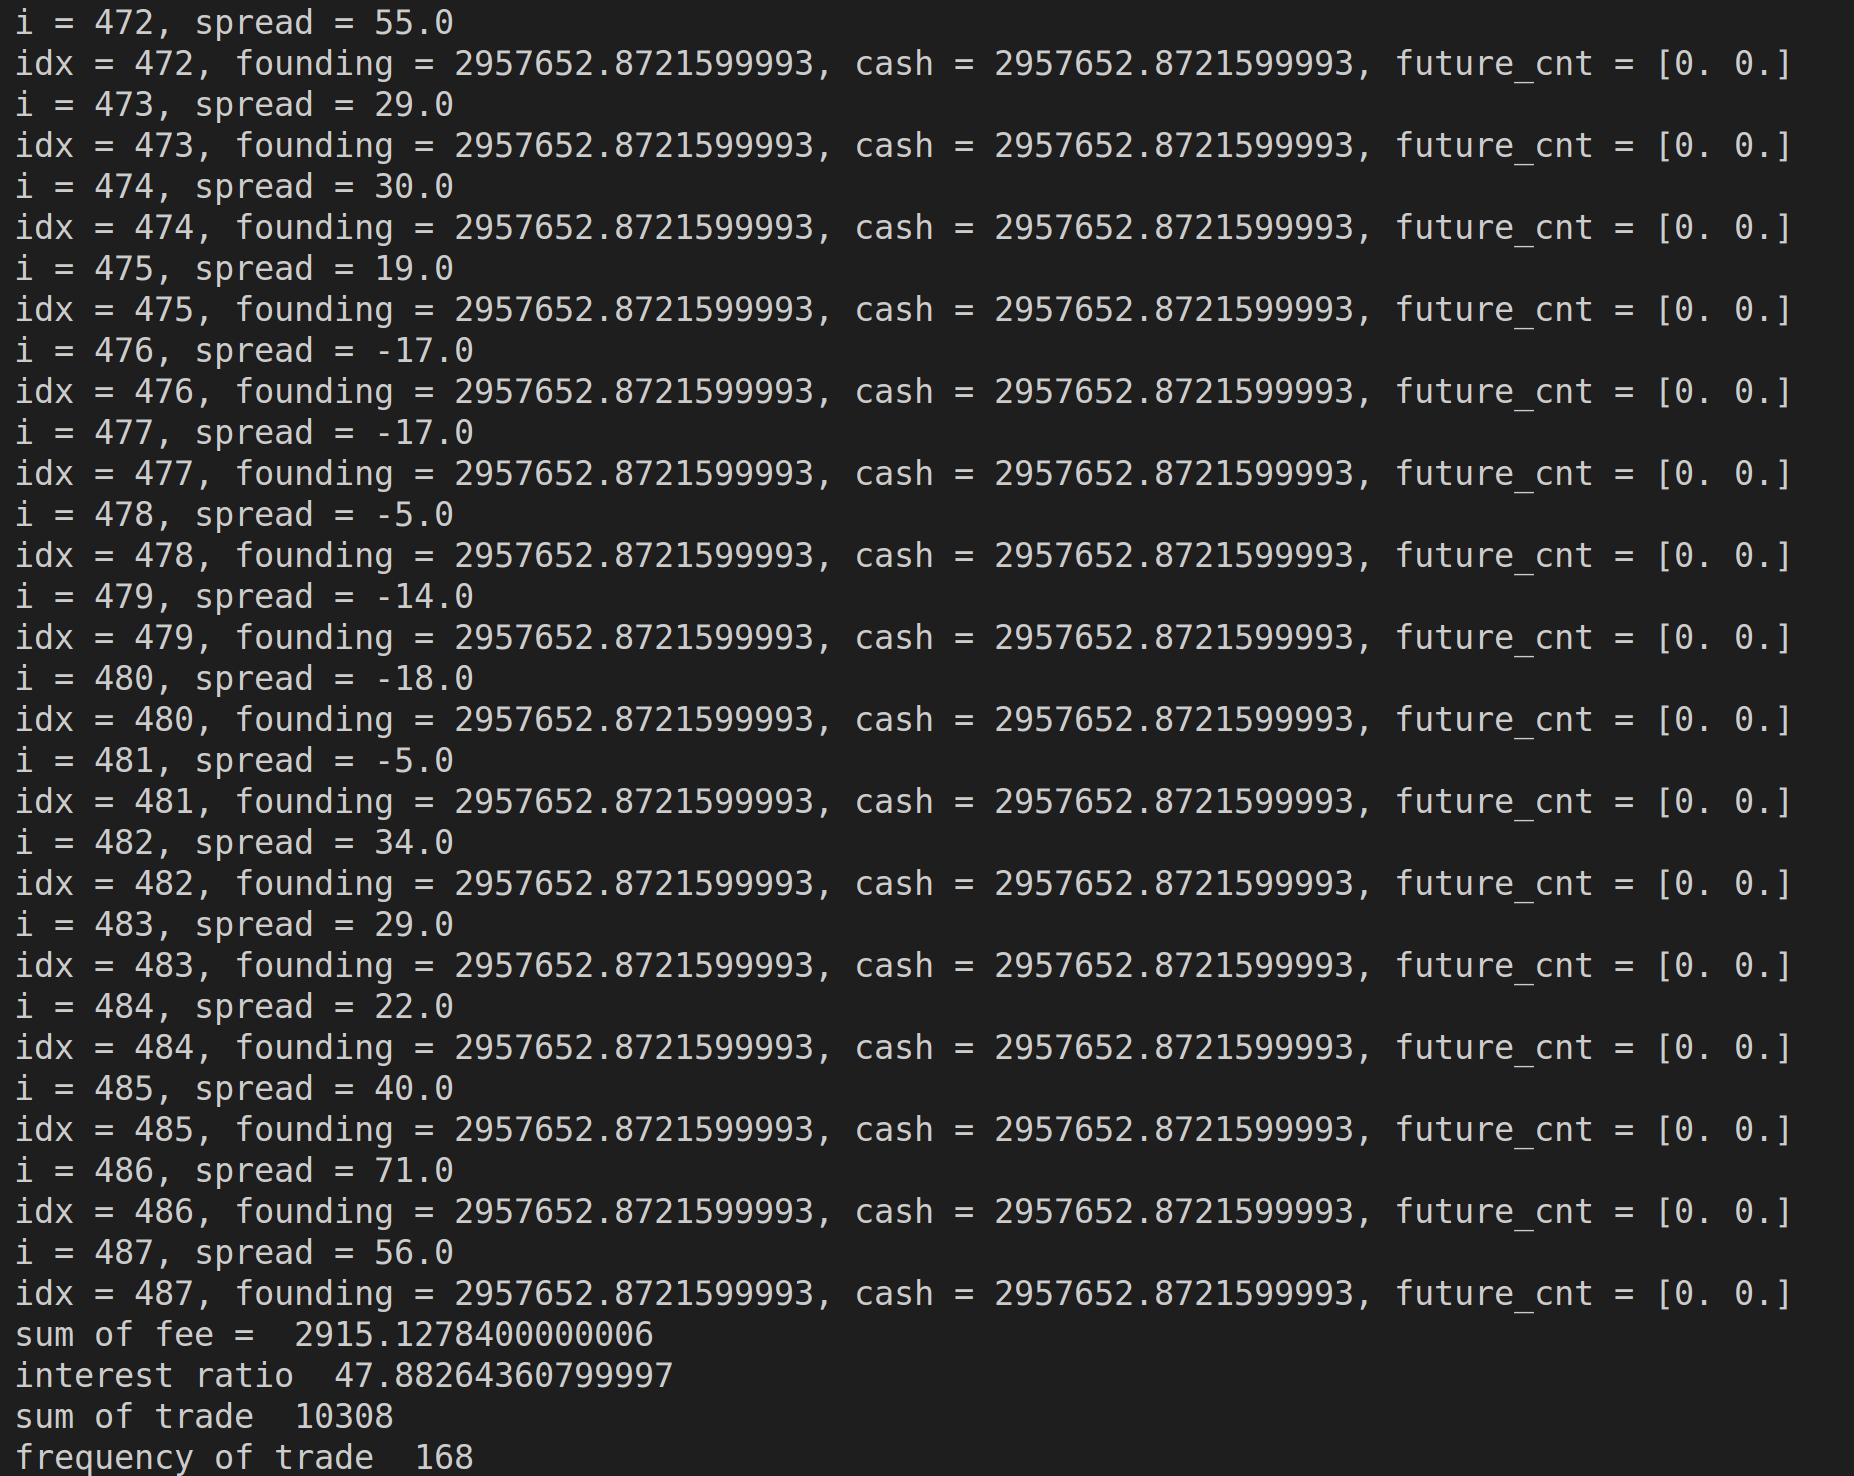 i = 472, spread = 55.0
idx = 472, founding = 2957652.8721599993, cash = 2957652.8721599993, future_cnt = [0. 0.]
i = 473, spread = 29.0
idx = 473, founding = 2957652.8721599993, cash = 2957652.8721599993, future_cnt = [0. 0.]
i = 474, spread = 30.0
idx = 474, founding = 2957652.8721599993, cash = 2957652.8721599993, future_cnt = [0. 0.]
i = 475, spread = 19.0
idx = 475, founding = 2957652.8721599993, cash = 2957652.8721599993, future_cnt = [0. 0.]
i = 476, spread = -17.0
idx = 476, founding = 2957652.8721599993, cash = 2957652.8721599993, future_cnt = [0. 0.]
i = 477, spread = -17.0
idx = 477, founding = 2957652.8721599993, cash = 2957652.8721599993, future_cnt = [0. 0.]
i = 478, spread = -5.0
idx = 478, founding = 2957652.8721599993, cash = 2957652.8721599993, future_cnt = [0. 0.]
i = 479, spread = -14.0
idx = 479, founding = 2957652.8721599993, cash = 2957652.8721599993, future_cnt = [0. 0.]
i = 480, spread = -18.0
idx = 480, founding = 2957652.8721599993, cash = 2957652.8721599993, future_cnt = [0. 0.]
i = 481, spread = -5.0
idx = 481, founding = 2957652.8721599993, cash = 2957652.8721599993, future_cnt = [0. 0.]
i = 482, spread = 34.0
idx = 482, founding = 2957652.8721599993, cash = 2957652.8721599993, future_cnt = [0. 0.]
i = 483, spread = 29.0
idx = 483, founding = 2957652.8721599993, cash = 2957652.8721599993, future_cnt = [0. 0.]
i = 484, spread = 22.0
idx = 484, founding = 2957652.8721599993, cash = 2957652.8721599993, future_cnt = [0. 0.]
i = 485, spread = 40.0
idx = 485, founding = 2957652.8721599993, cash = 2957652.8721599993, future_cnt = [0. 0.]
i = 486, spread = 71.0
idx = 486, founding = 2957652.8721599993, cash = 2957652.8721599993, future_cnt = [0. 0.]
i = 487, spread = 56.0
idx = 487, founding = 2957652.8721599993, cash = 2957652.8721599993, future_cnt = [0. 0.]
sum of fee =  2915.1278400000006
interest ratio  47.88264360799997
sum of trade  10308
frequency of trade  168